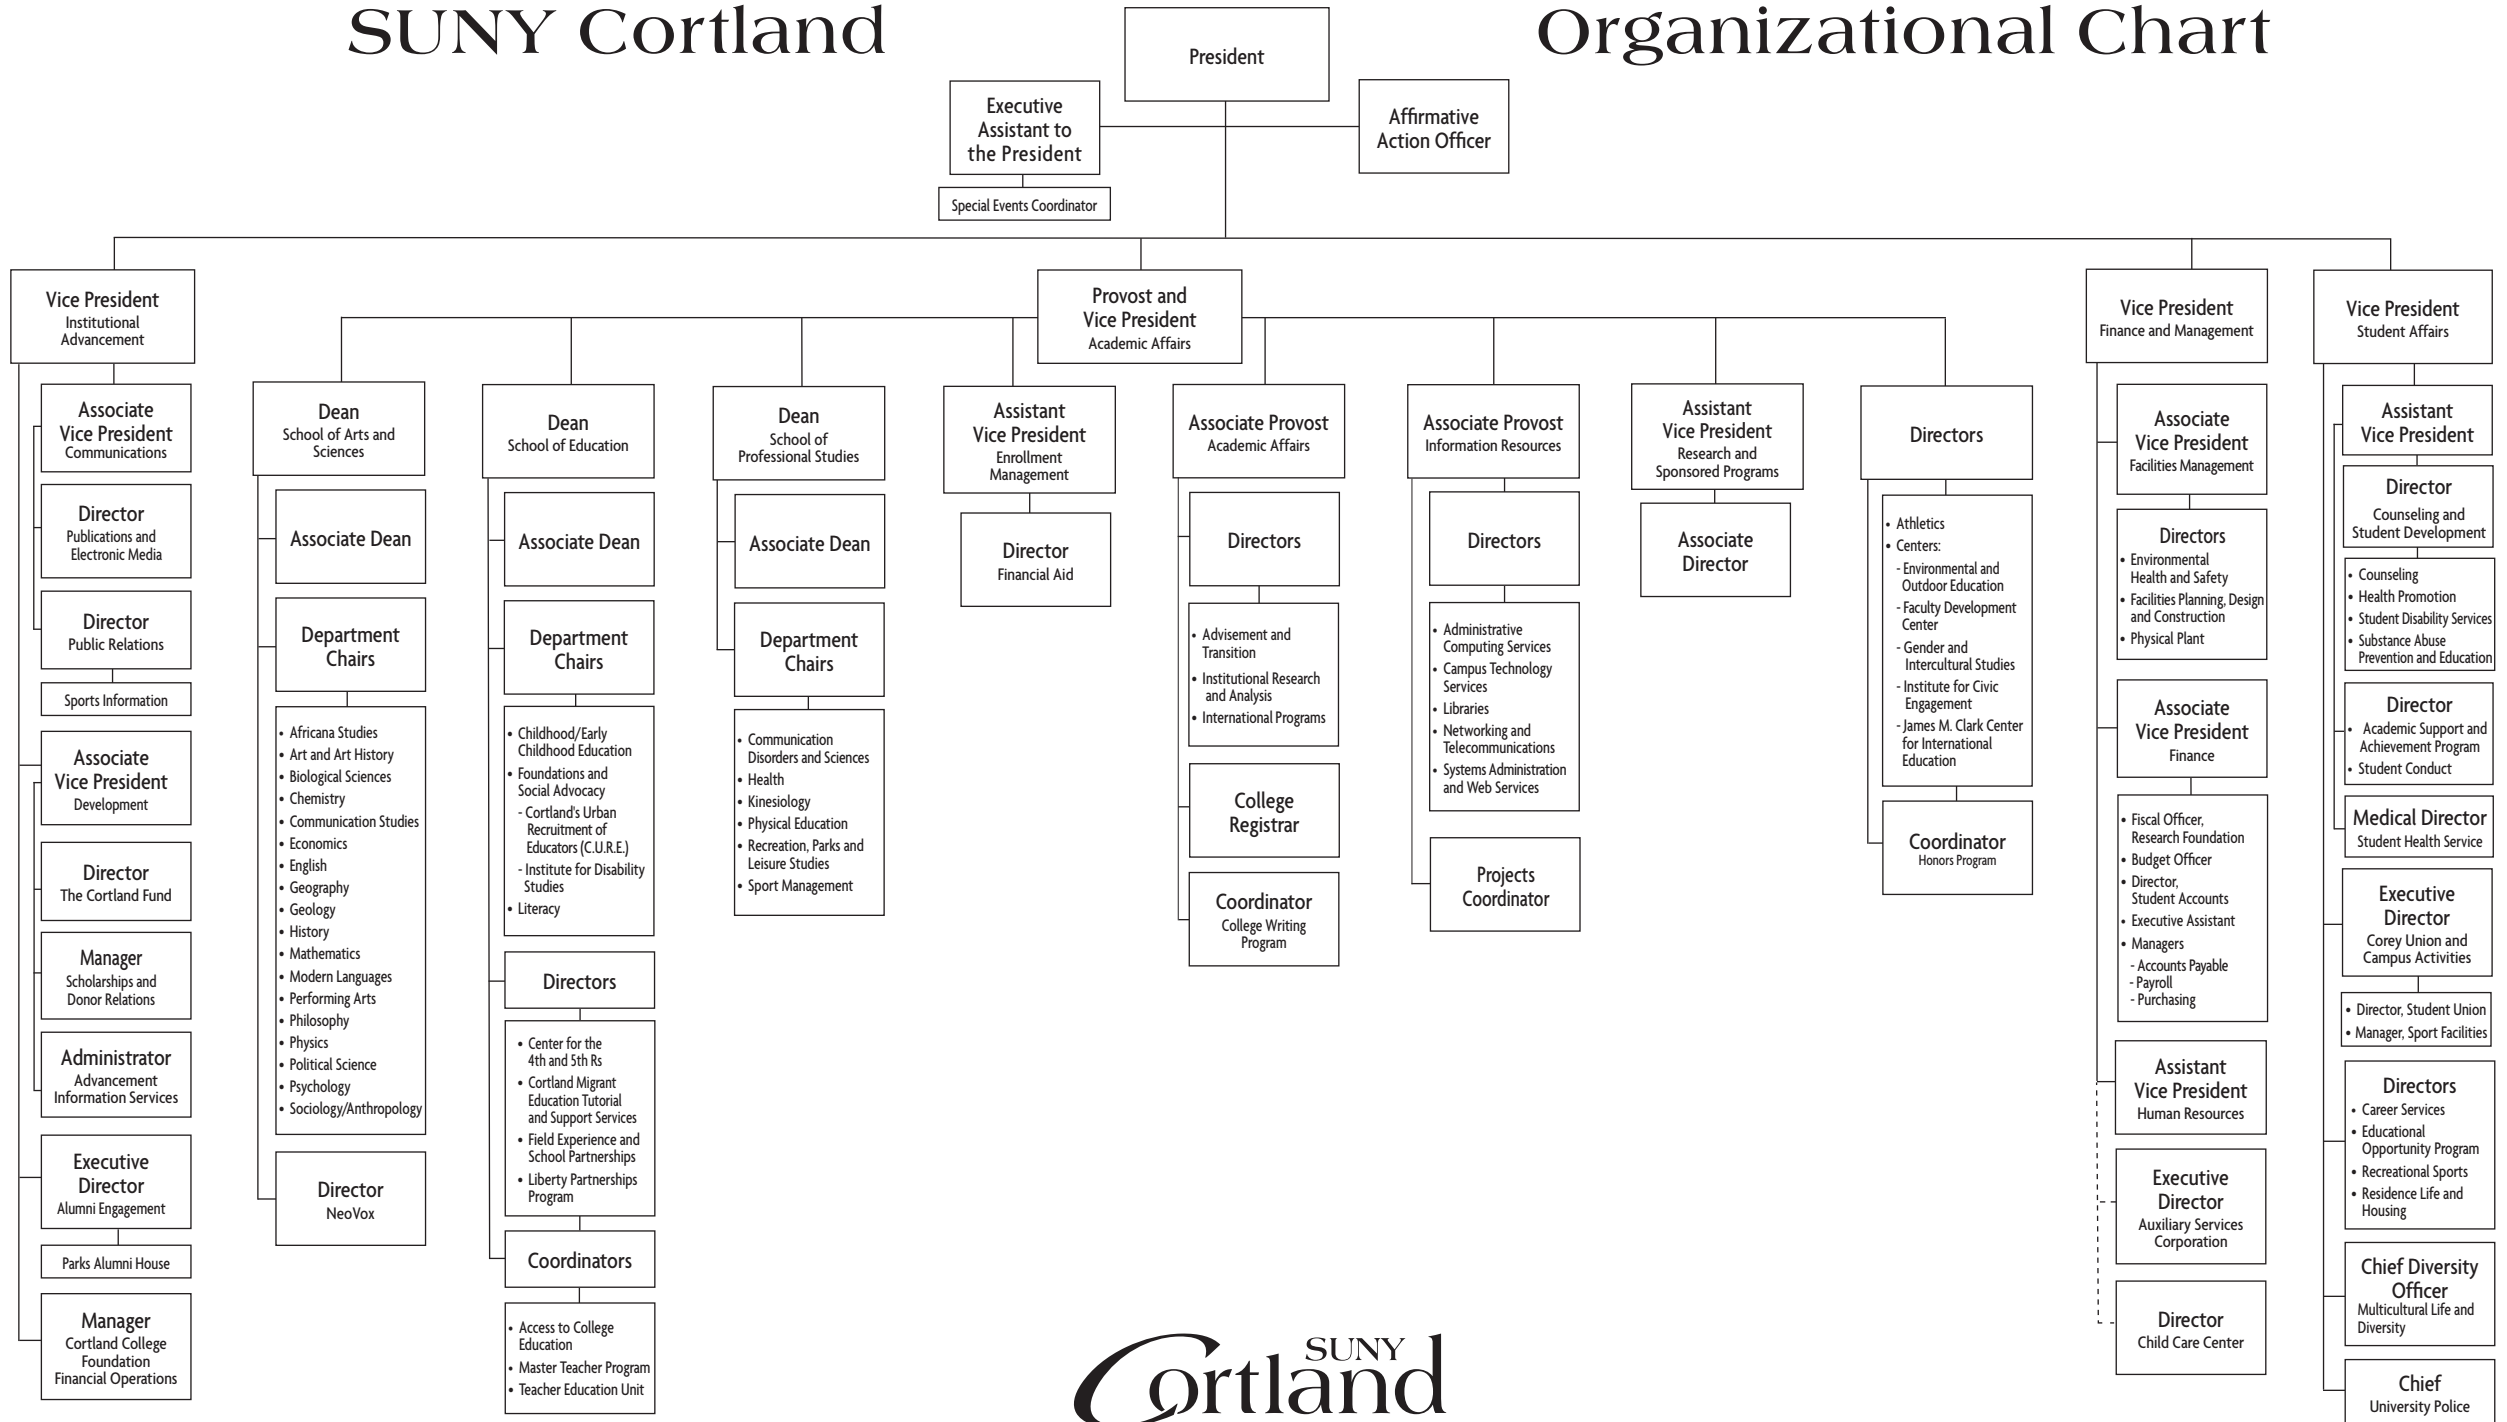 SUNY Cortland
Organizational Chart
President
Executive
Assistant to
the President
Affirmative
Action Officer
Special Events Coordinator
Vice President
Institutional
Advancement
Associate
Vice President
Communications
Director
Publications and
Electronic Media
Director
Public Relations
Sports Information
Associate
Vice President
Development
Director
The Cortland Fund
Manager
Scholarships and
Donor Relations
Administrator
Advancement
Information Services
Executive
Director
Alumni Engagement
Parks Alumni House
Manager
Cortland College
Foundation
Financial Operations
Provost and
Vice President
Academic Affairs
Dean
School of Arts and
Sciences
Associate Dean
Department
Chairs
• Africana Studies
• Art and Art History
• Biological Sciences
• Chemistry
• Communication Studies
• Economics
• English
• Geography
• Geology
• History
• Mathematics
• Modern Languages
• Performing Arts
• Philosophy
• Physics
• Political Science
• Psychology
• Sociology/Anthropology
Director
NeoVox
Dean
School of Education
Associate Dean
Department
Chairs
• Childhood/Early
Childhood Education
• Foundations and
Social Advocacy
- Cortland's Urban
Recruitment of
Educators (C.U.R.E.)
- Institute for Disability
Studies
• Literacy
Directors
• Center for the
4th and 5th Rs
• Cortland Migrant
Education Tutorial
and Support Services
• Field Experience and
School Partnerships
• Liberty Partnerships
Program
Coordinators
• Access to College
Education
• Master Teacher Program
• Teacher Education Unit
Dean
School of
Professional Studies
Associate Dean
Department
Chairs
• Communication
Disorders and Sciences
• Health
• Kinesiology
• Physical Education
• Recreation, Parks and
Leisure Studies
• Sport Management
Assistant
Vice President
Enrollment
Management
Director
Financial Aid
Associate Provost
Academic Affairs
Directors
• Advisement and
Transition
• Institutional Research
and Analysis
• International Programs
College
Registrar
Coordinator
College Writing
Program
Associate Provost
Information Resources
Directors
• Administrative
Computing Services
• Campus Technology
Services
• Libraries
• Networking and
Telecommunications
• Systems Administration
and Web Services
Projects
Coordinator
Assistant
Vice President
Research and
Sponsored Programs
Associate
Director
Directors
• Athletics
• Centers:
- Environmental and
Outdoor Education
- Faculty Development
Center
- Gender and
Intercultural Studies
- Institute for Civic
Engagement
- James M. Clark Center
for International
Education
Coordinator
Honors Program
Vice President
Finance and Management
Associate
Vice President
Facilities Management
Directors
• Environmental
Health and Safety
• Facilities Planning, Design
and Construction
• Physical Plant
Associate
Vice President
Finance
• Fiscal Officer,
Research Foundation
• Budget Officer
• Director,
Student Accounts
• Executive Assistant
• Managers
- Accounts Payable
- Payroll
- Purchasing
Assistant
Vice President
Human Resources
Executive
Director
Auxiliary Services
Corporation
Director
Child Care Center
Vice President
Student Affairs
Assistant
Vice President
Director
Counseling and
Student Development
• Counseling
• Health Promotion
• Student Disability Services
• Substance Abuse
Prevention and Education
Director
• Academic Support and
Achievement Program
• Student Conduct
Medical Director
Student Health Service
Executive
Director
Corey Union and
Campus Activities
• Director, Student Union
• Manager, Sport Facilities
Directors
• Career Services
• Educational
Opportunity Program
• Recreational Sports
• Residence Life and
Housing
Chief Diversity
Officer
Multicultural Life and
Diversity
Chief
University Police
SUNY
Cortland